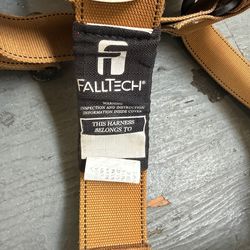 FALLTECH®
WARNING
INSPECTION AND INSTRUCTION
INFORMATION INSIDE COVER
THIS HARNESS
BELONGS TO